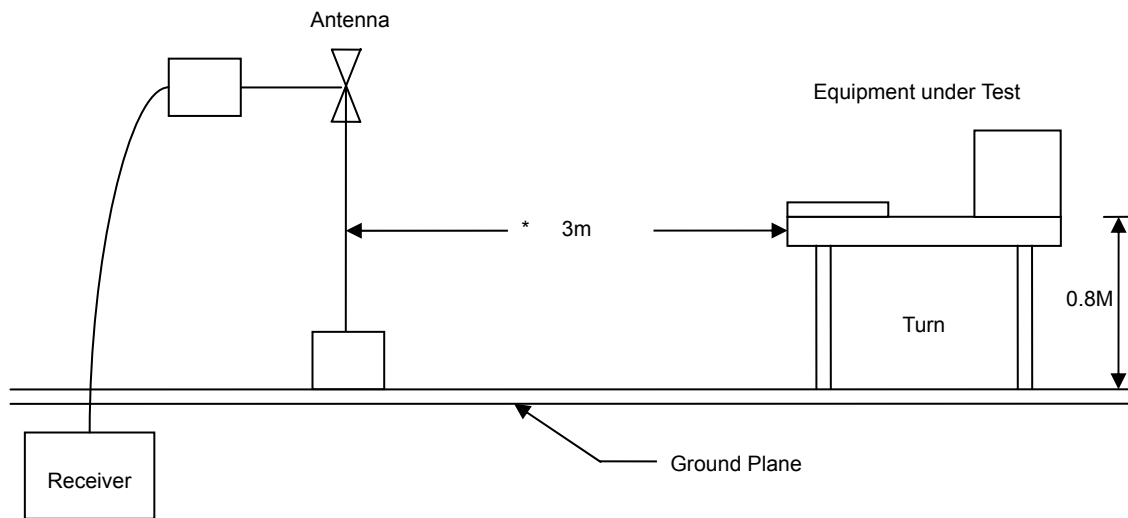 Antenna
Equipment under Test
* 3m
0.8M
Turn
Ground Plane
Receiver